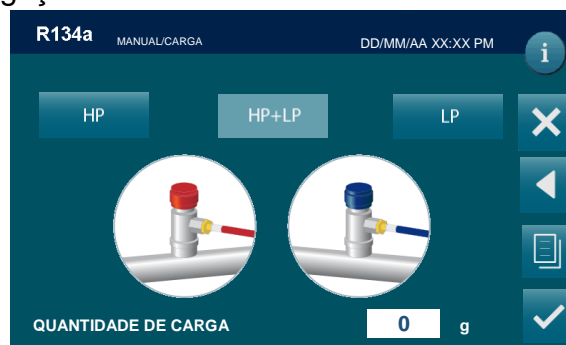 R134a MANUAL/CARGA DD/MM/AA XX:XX PM
i
HP HP+LP LP
QUANTIDADE DE CARGA 0 g